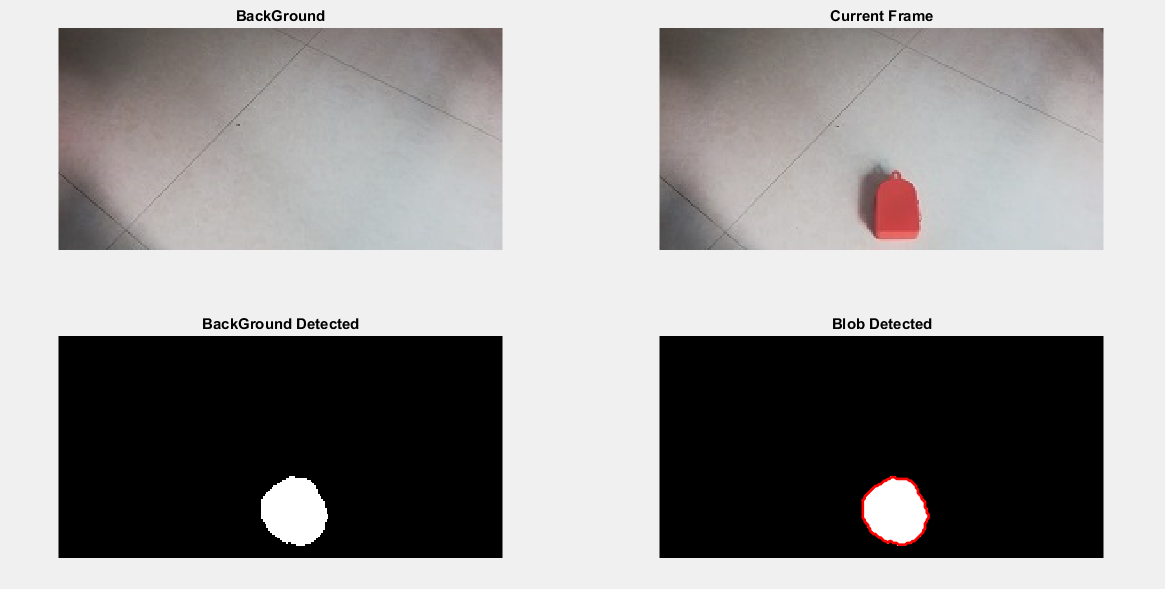 BackGround
Current Frame
BackGround Detected
Blob Detected